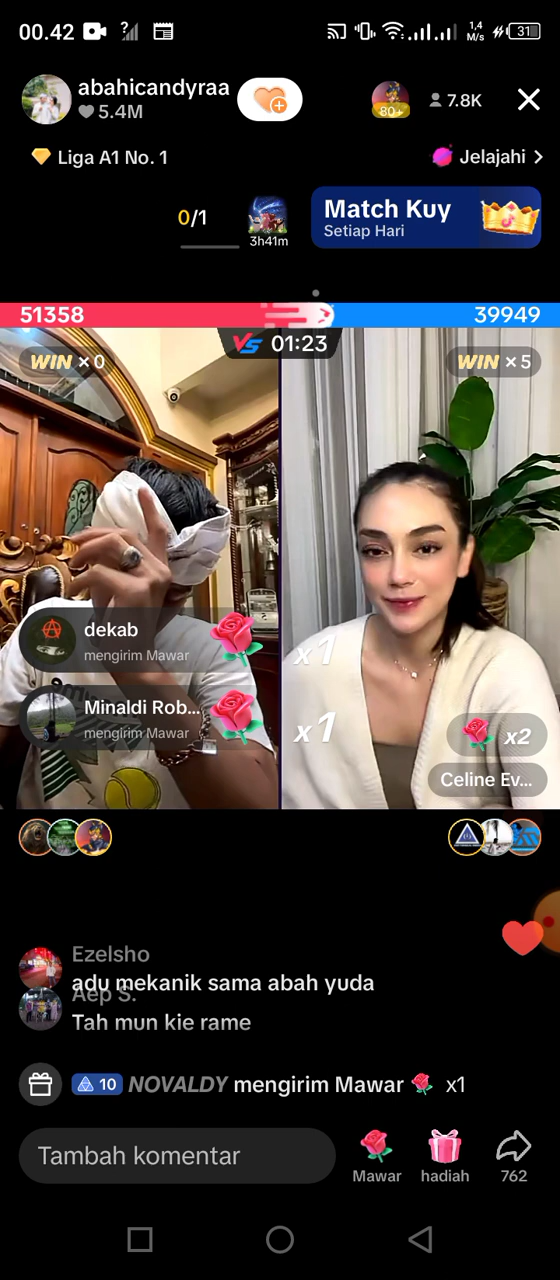 00.42
?
1,4
M/s
31
abahicandyraa
5.4M
80+
7.8K
Liga A1 No. 1
Jelajahi
0/1
3h41m
Match Kuy
Setiap Hari
51358
39949
VS 01:23
WIN × 0
WIN × 5
dekab
mengirim Mawar
x1
Minaldi Rob...
mengirim Mawar
x1
x2
Celine Ev...
Ezelsho
adu mekanik sama abah yuda
Aep S.
Tah mun kie rame
10 NOVALDY mengirim Mawar x1
Tambah komentar
Mawar
hadiah
762